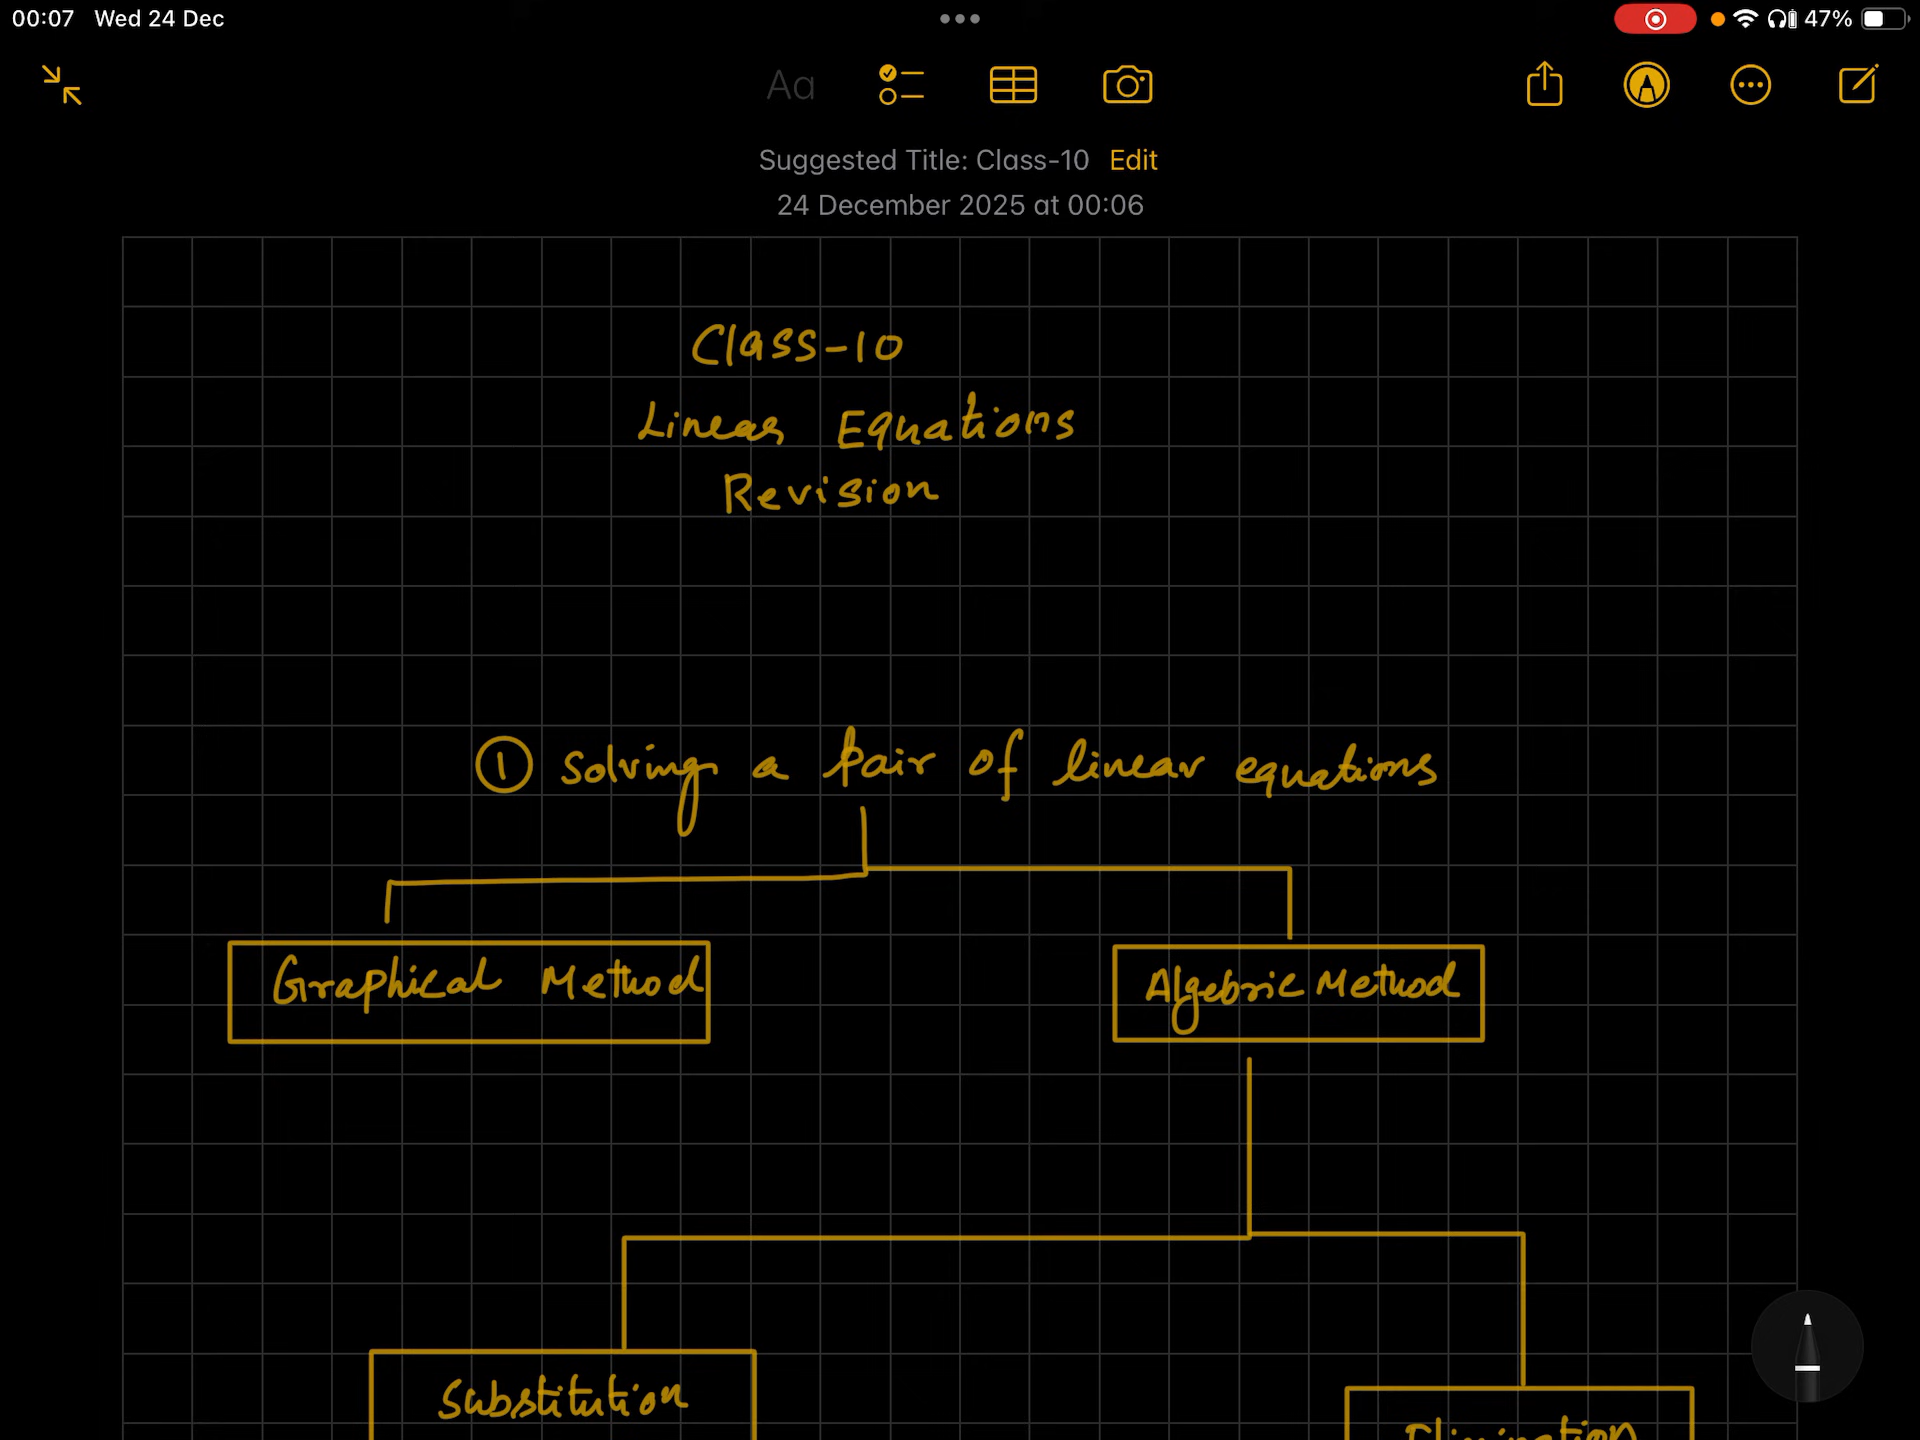 00:07 Wed 24 Dec
47%
Aa
Suggested Title: Class-10 Edit
24 December 2025 at 00:06
Class-10
Linear Equations
Revision
① Solving a pair of linear equations
Graphical Method
Algebric Method
Substitution
Elimination